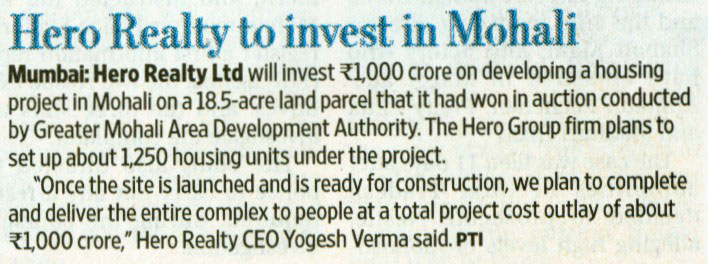 Hero Realty to invest in Mohali
Mumbai: Hero Realty Ltd will invest ₹1,000 crore on developing a housing
project in Mohali on a 18.5-acre land parcel that it had won in auction conducted
by Greater Mohali Area Development Authority. The Hero Group firm plans to
set up about 1,250 housing units under the project.
"Once the site is launched and is ready for construction, we plan to complete
and deliver the entire complex to people at a total project cost outlay of about
₹1,000 crore," Hero Realty CEO Yogesh Verma said. PTI